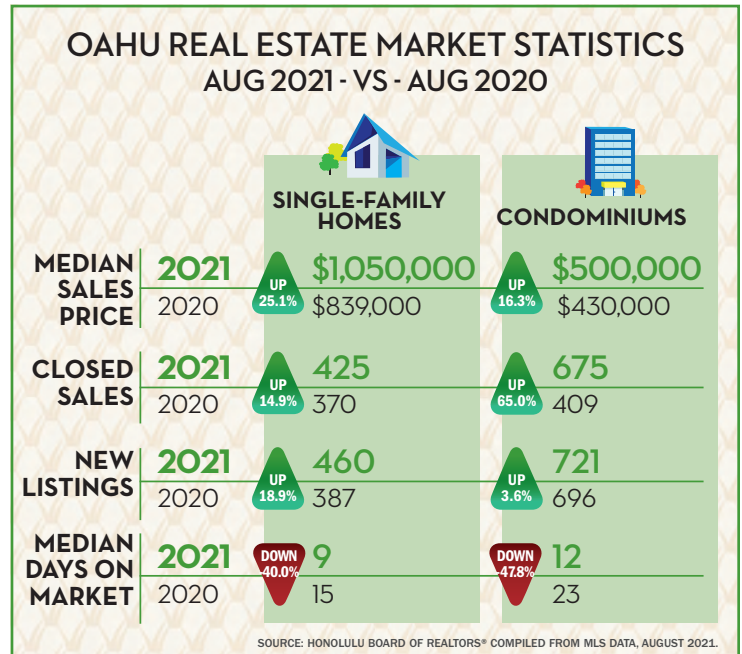 OAHU REAL ESTATE MARKET STATISTICS
AUG 2021 - VS - AUG 2020
SINGLE-FAMILY
HOMES
CONDOMINIUMS
MEDIAN
SALES
PRICE
2021
UP
25.1%
$1,050,000
UP
16.3%
$500,000
2020
$839,000
$430,000
CLOSED
SALES
2021
UP
14.9%
425
UP
65.0%
675
2020
370
409
NEW
LISTINGS
2021
UP
18.9%
460
UP
3.6%
721
2020
387
696
MEDIAN
DAYS ON
MARKET
2021
DOWN
-40.0%
9
DOWN
-47.8%
12
2020
15
23
SOURCE: HONOLULU BOARD OF REALTORS® COMPILED FROM MLS DATA, AUGUST 2021.